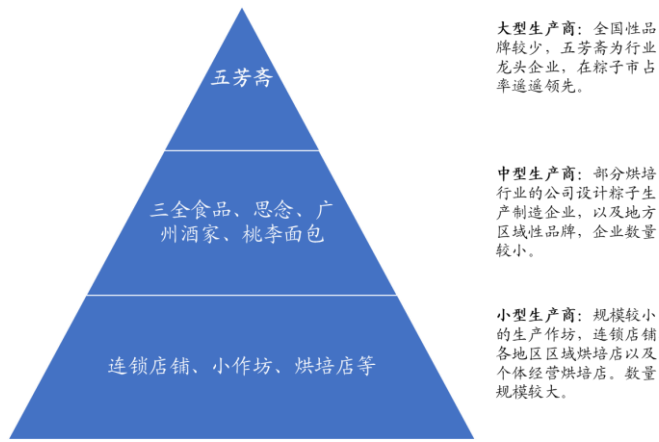 五芳斋
大型生产商：全国性品
牌较少，五芳斋为行业
龙头企业，在粽子市占
率遥遥领先。
三全食品、思念、广
州酒家、桃李面包
中型生产商：部分烘培
行业的公司设计粽子生
产制造企业，以及地方
区域性品牌，企业数量
较小。
连锁店铺、小作坊、烘培店等
小型生产商：规模较小
的生产作坊，连锁店铺
各地区区域烘培店以及
个体经营烘培店。数量
规模较大。